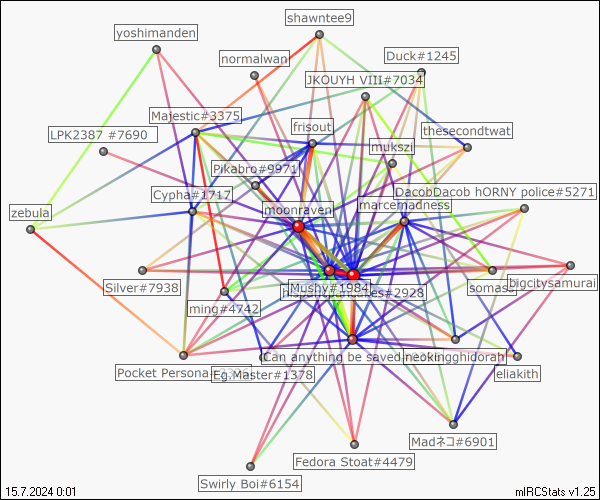 shawntee9
yoshimanden
Duck#1245
normalwan
JKOUYH VIII#7034
Majestic#3375
frisout
LPK2387 #7690
thesecondtwat
mukszi
Pikabro#9971
DacobDacob hORNY police#5271
Cypha#1717
marcemadness
moonraven
zebula
Silver#7938
Mushy#1984
#2928
somas
bigcitysamurai
ming#4742
Can anything be saved
neokingghidorah
Pocket Persona
Eg.Master#1378
eliakith
Madネコ#6901
Fedora Stoat#4479
Swirly Boi#6154
15.7.2024 0:01
mIRCStats v1.25